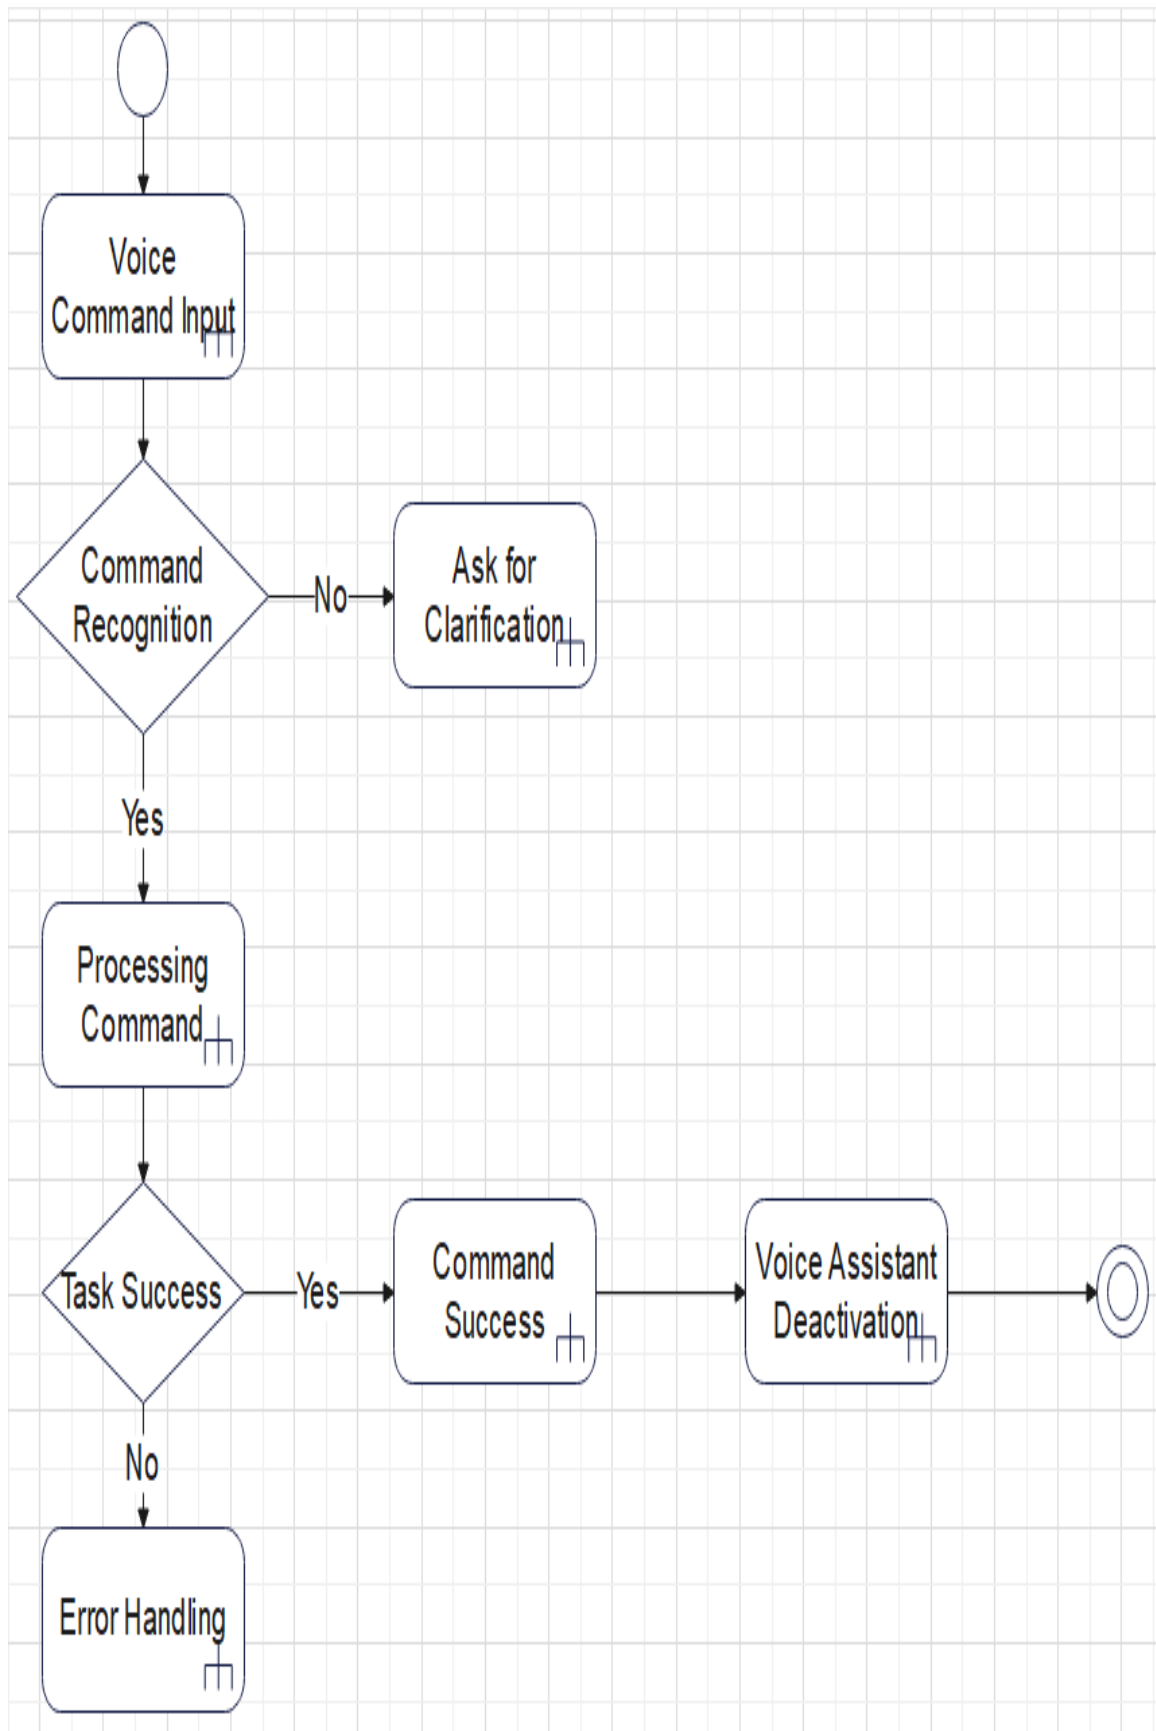 Voice
Command Input
Command
Recognition
No
Ask for
Clarification
Yes
Processing
Command
Task Success
Yes
Command
Success
Voice Assistant
Deactivation
No
Error Handling